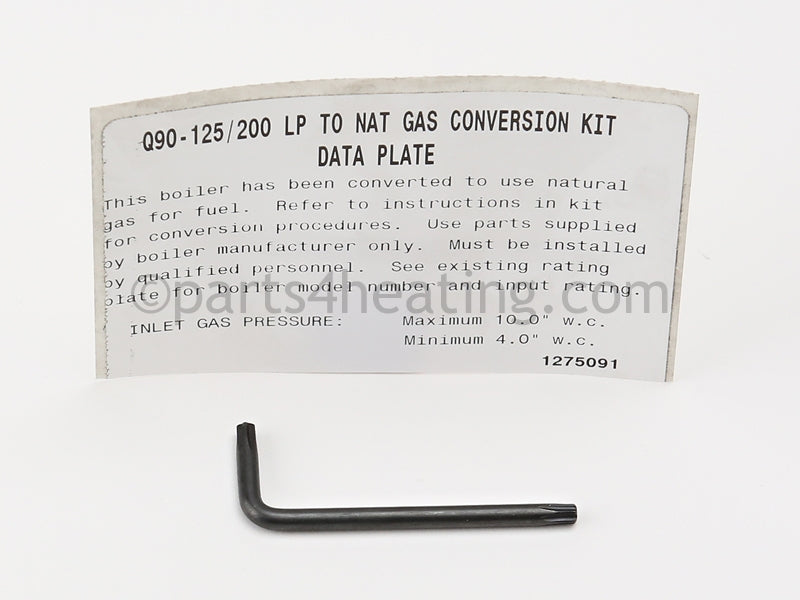 Q90-125/200 LP TO NAT GAS CONVERSION KIT
DATA PLATE
This boiler has been converted to use natural
gas for fuel. Refer to instructions in kit
for conversion procedures. Use parts supplied
by boiler manufacturer only. Must be installed
by qualified personnel. See existing rating
plate for boiler model number and input rating.
©parts4heating.com
INLET GAS PRESSURE: Maximum 10.0" w.c.
Minimum 4.0" w.c.
1275091